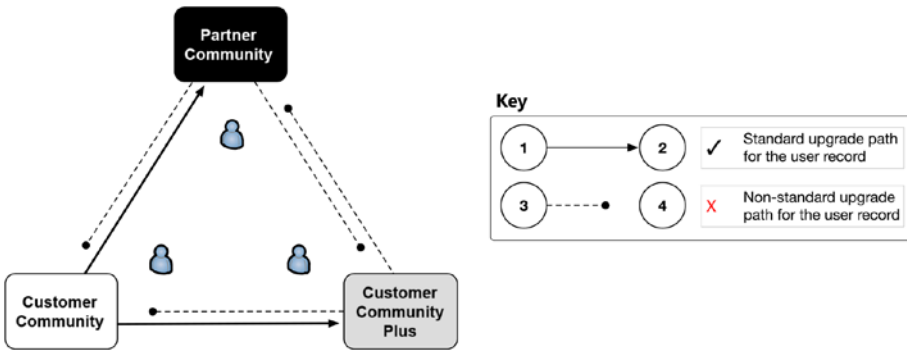 Partner
Community
Key
1
2
✓
Standard upgrade path
for the user record
3
4
X
Non-standard upgrade
path for the user record
Customer
Community
Customer
Community
Plus